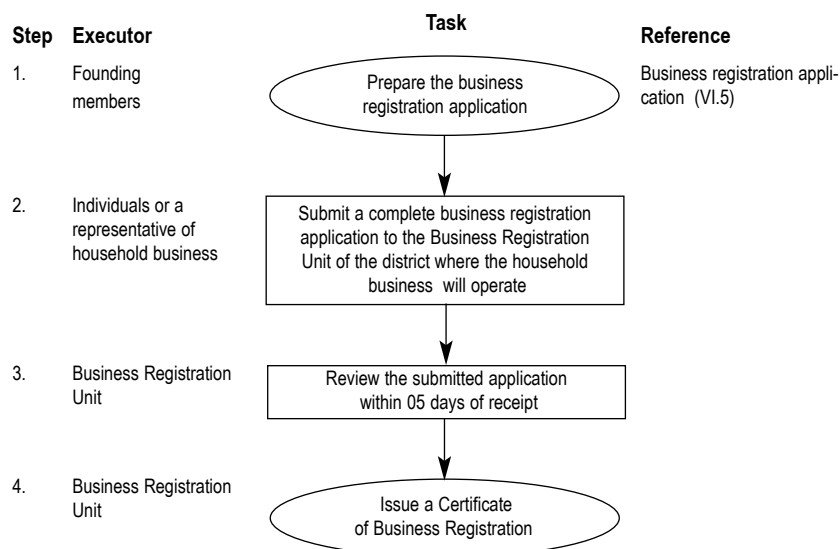 Step Executor Task Reference
1. Founding
members
Prepare the business
registration application
Business registration appli-
cation (VI.5)
2. Individuals or a
representative of
household business
Submit a complete business registration
application to the Business Registration
Unit of the district where the household
business will operate
3. Business Registration
Unit
Review the submitted application
within 05 days of receipt
4. Business Registration
Unit
Issue a Certificate
of Business Registration